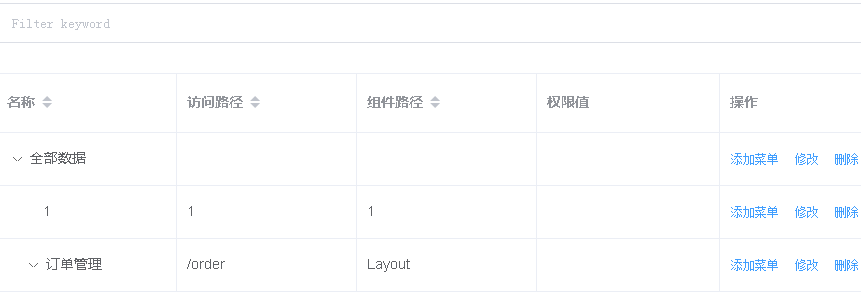 Filter keyword
名称 访问路径 组件路径 权限值 操作
全部数据 添加菜单 修改 删除
1 1 1 添加菜单 修改 删除
订单管理 /order Layout 添加菜单 修改 删除